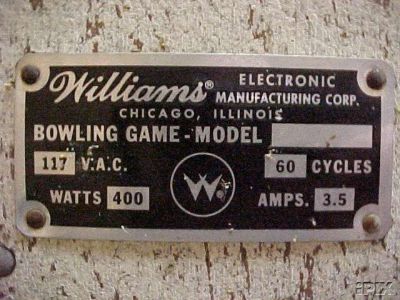 Williams® ELECTRONIC
MANUFACTURING CORP.
CHICAGO, ILLINOIS
BOWLING GAME - MODEL
117 V.A.C. 60 CYCLES
W®
WATTS 400 AMPS. 3.5